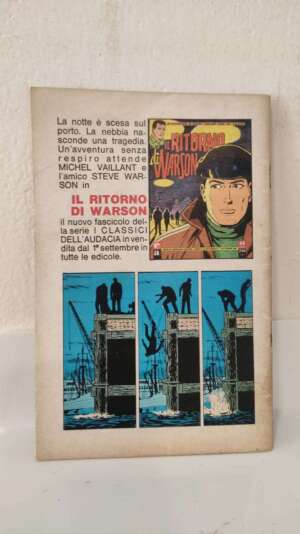 La notte è scesa sul
porto. La nebbia na-
sconde una tragedia.
Un'avventura senza
respiro attende
MICHEL VAILLANT e
l'amico STEVE WAR-
SON in
IL RITORNO
DI WARSON
il nuovo fascicolo del-
la serie I CLASSICI
DELL'AUDACIA in ven-
dita dal 1º settembre in
tutte le edicole.
IL RITORNO
DI WARSON